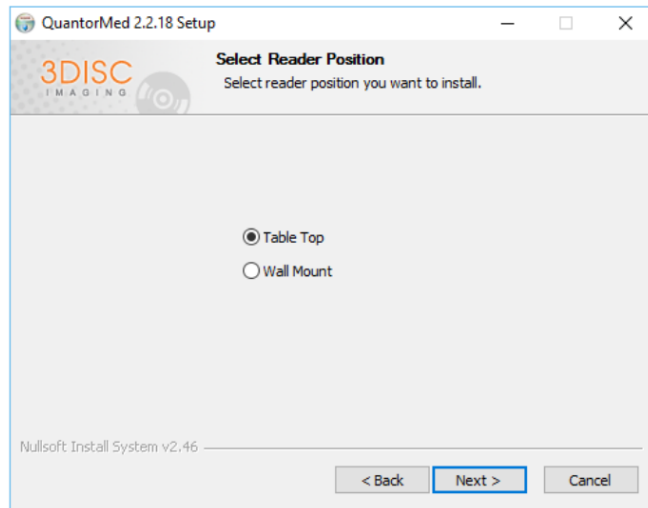 QuantorMed 2.2.18 Setup
3DISC
IMAGING
Select Reader Position
Select reader position you want to install.
Table Top
Wall Mount
Nullsoft Install System v2.46
< Back
Next >
Cancel